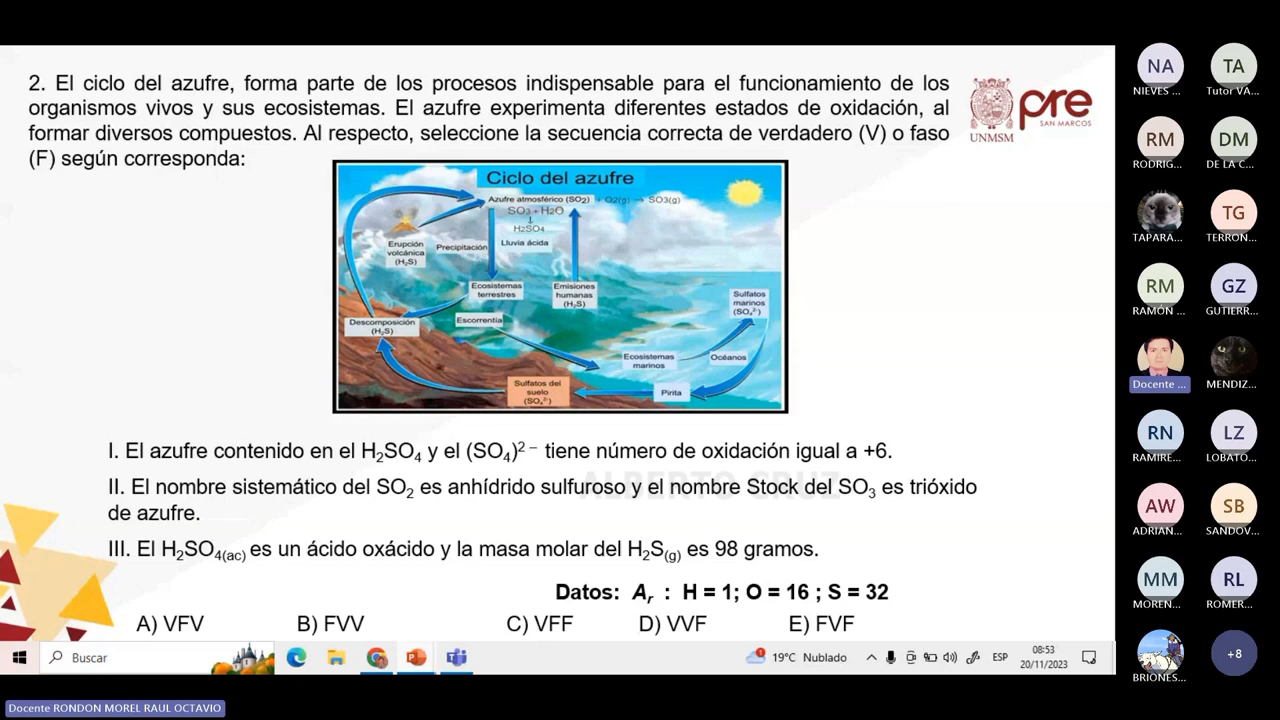 2. El ciclo del azufre, forma parte de los procesos indispensable para el funcionamiento de los
organismos vivos y sus ecosistemas. El azufre experimenta diferentes estados de oxidación, al
formar diversos compuestos. Al respecto, seleccione la secuencia correcta de verdadero (V) o faso
(F) según corresponda:
UNMSM
pre
SAN MARCOS
Ciclo del azufre
Azufre atmosférico (SO₂) + O2(g) → SO3(g)
SO3 + H2O
↓
H2SO4
Lluvia ácida
Precipitación
Erupción
volcánica
(H₂S)
Ecosistemas
terrestres
Emisiones
humanas
(H₂S)
Sulfatos
marinos
(SO₄²⁻)
Descomposición
(H₂S)
Escorrentía
Ecosistemas
marinos
Océanos
Sulfatos del
suelo
(SO₄²⁻)
Pirita
I. El azufre contenido en el H₂SO₄ y el (SO₄)²⁻ tiene número de oxidación igual a +6.
ALBERTO CRUZ
II. El nombre sistemático del SO₂ es anhídrido sulfuroso y el nombre Stock del SO₃ es trióxido
de azufre.
III. El H₂SO₄(ac) es un ácido oxácido y la masa molar del H₂S(g) es 98 gramos.
Datos: Aᵣ : H = 1; O = 16 ; S = 32
A) VFV B) FVV C) VFF D) VVF E) FVF
Buscar
19°C Nublado
ESP
08:53
20/11/2023
NA
NIEVES ...
TA
Tutor VA...
RM
RODRIG...
DM
DE LA C...
TAPARA...
TG
TERRON...
RM
RAMÓN ...
GZ
GUTIERR...
Docente ...
MENDIZ...
RN
RAMIRE...
LZ
LOBATO...
AW
ADRIAN...
SB
SANDOV...
MM
MOREN...
RL
ROMER...
BRIONES...
+8
Docente RONDON MOREL RAUL OCTAVIO